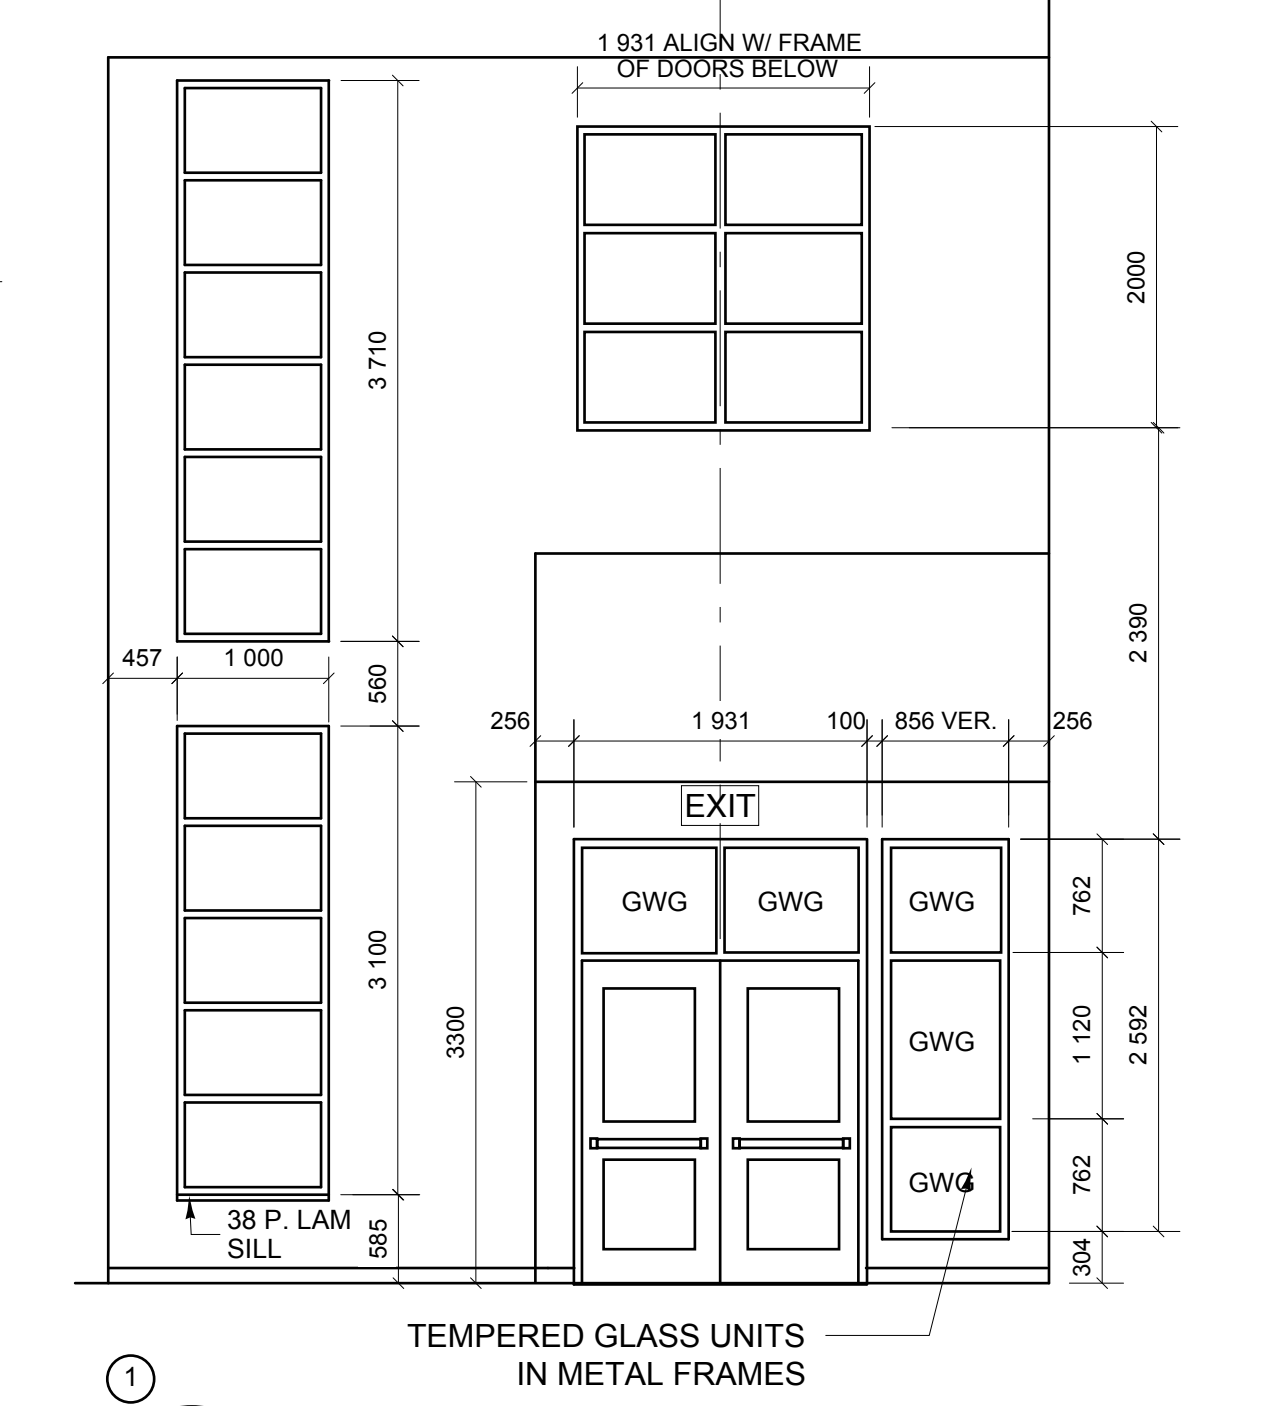 1 931 ALIGN W/ FRAME
OF DOORS BELOW
2000
3 710
2 390
457
1 000
560
256
1 931
100
856 VER.
256
EXIT
GWG
GWG
GWG
762
3 100
3300
GWG
1 120
2 592
GWG
762
38 P. LAM
SILL
585
304
TEMPERED GLASS UNITS
IN METAL FRAMES
1